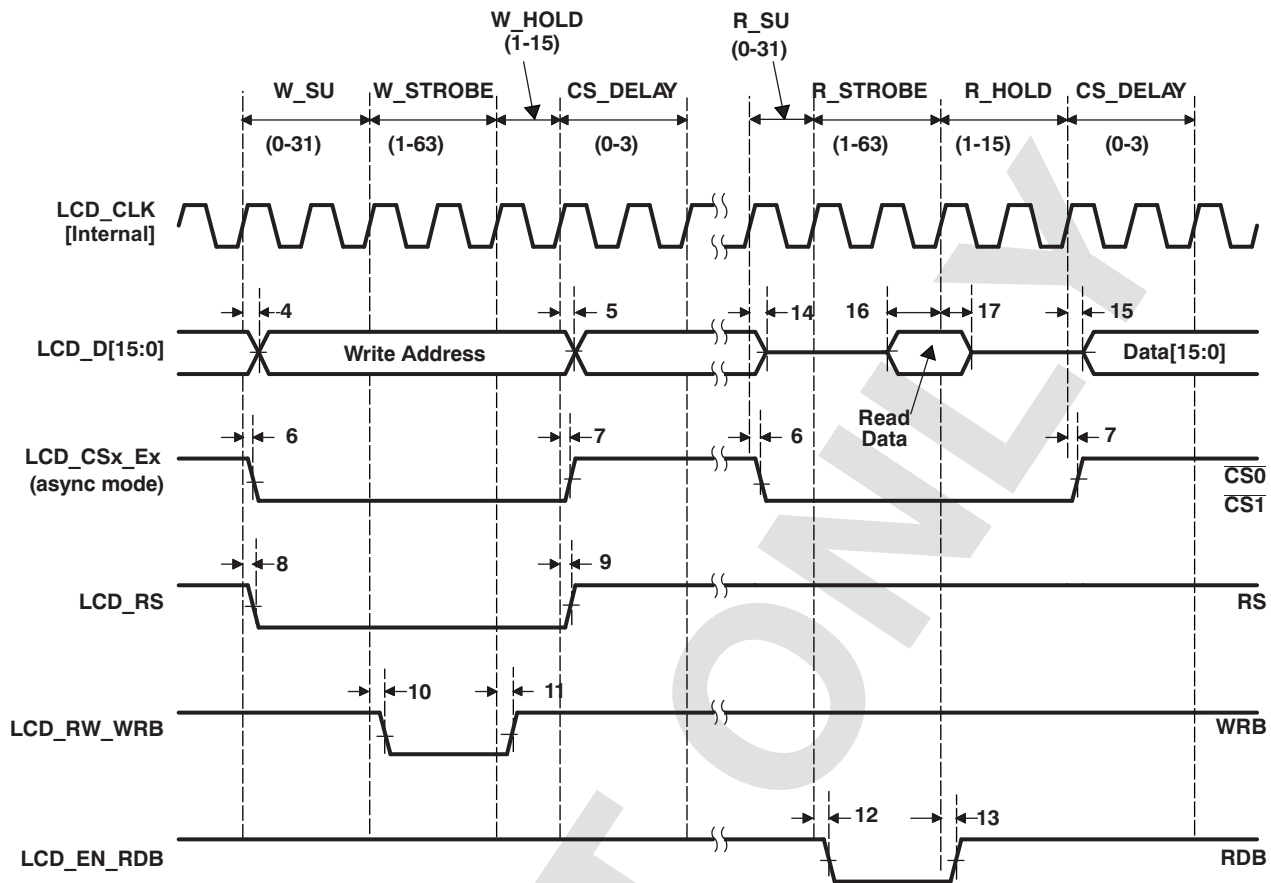 W_HOLD
(1-15)
R_SU
(0-31)
W_SU
W_STROBE
CS_DELAY
R_STROBE
R_HOLD
CS_DELAY
(0-31)
(1-63)
(0-3)
(1-63)
(1-15)
(0-3)
LCD_CLK
[Internal]
4
5
14
16
17
15
LCD_D[15:0]
Write Address
Data[15:0]
Read
Data
6
7
6
7
LCD_CSx_Ex
(async mode)
CS0
CS1
8
9
LCD_RS
RS
10
11
LCD_RW_WRB
WRB
12
13
LCD_EN_RDB
RDB
T ONLY